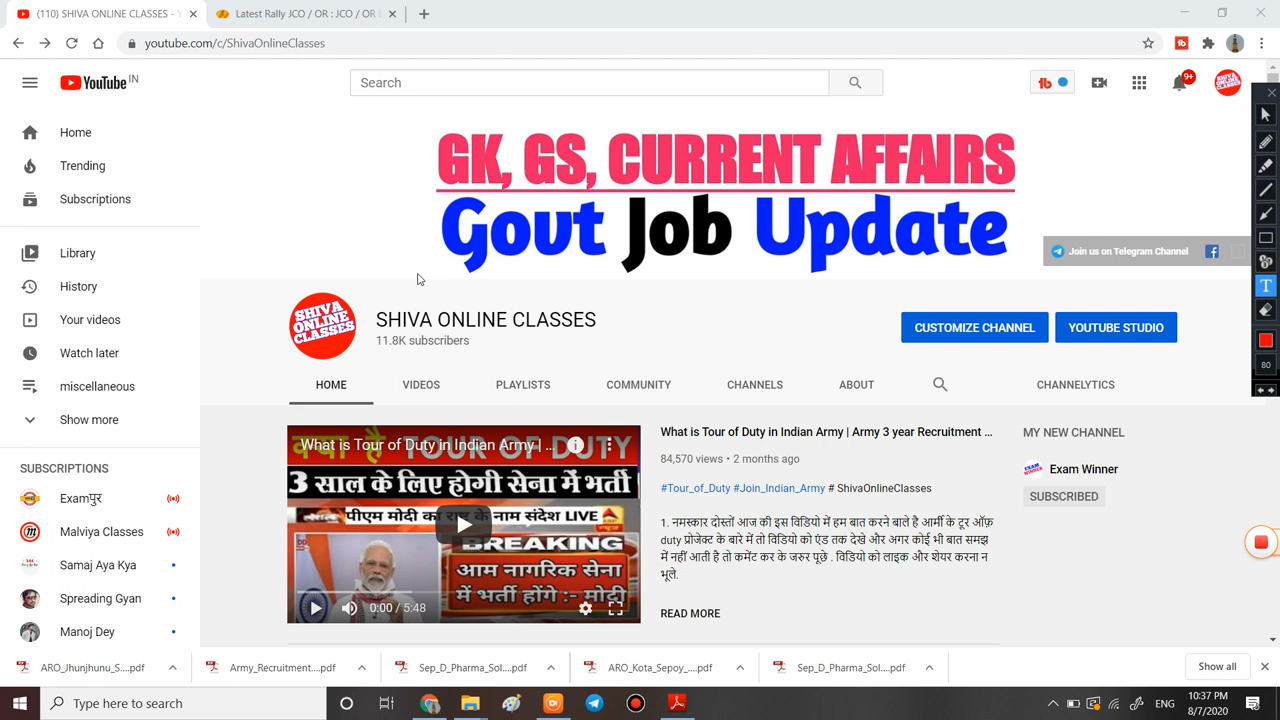 (110) SHIVA ONLINE CLASSES - Y
Latest Rally JCO / OR : JCO / OR
youtube.com/c/ShivaOnlineClasses
YouTube IN
Search
9+
SHIVA ONLINE CLASSES
GK, GS, CURRENT AFFAIRS
Govt Job Update
Join us on Telegram Channel
Home
Trending
Subscriptions
Library
History
Your videos
Watch later
miscellaneous
Show more
SUBSCRIPTIONS
Examपुर
Malviya Classes
Samaj Aya Kya
Spreading Gyan
Manoj Dey
SHIVA ONLINE CLASSES
SHIVA ONLINE CLASSES
11.8K subscribers
CUSTOMIZE CHANNEL
YOUTUBE STUDIO
HOME
VIDEOS
PLAYLISTS
COMMUNITY
CHANNELS
ABOUT
CHANNELYTICS
क्या है TOUR OF DUTY
What is Tour of Duty in Indian Army | ...
3 साल के लिए होगी सेना में भर्ती
पीएम मोदी का राष्ट्र के नाम संदेश LIVE
BREAKING
आम नागरिक सेना
में भर्ती होंगे :- मोदी
0:00 / 5:48
What is Tour of Duty in Indian Army | Army 3 year Recruitment ...
84,570 views • 2 months ago
#Tour_of_Duty #Join_Indian_Army # ShivaOnlineClasses
1. नमस्कार दोस्तों आज की इस विडियो में हम बात करने बाले है आर्मी के टूर ऑफ़
duty प्रोजेक्ट के बारे में तो विडियो को एंड तक देखे और अगर कोई भी बात समझ
में नहीं आती है तो कमेंट कर के जरुर पूछे . विडियो को लाइक और शेयर करना न
भूले.
READ MORE
MY NEW CHANNEL
Exam Winner
SUBSCRIBED
T
80
ARO_Jhunjhunu_S....pdf
Army_Recruitment....pdf
Sep_D_Pharma_Sol....pdf
ARO_Kota_Sepoy_....pdf
Sep_D_Pharma_Sol....pdf
Show all
Type here to search
ENG
10:37 PM
8/7/2020